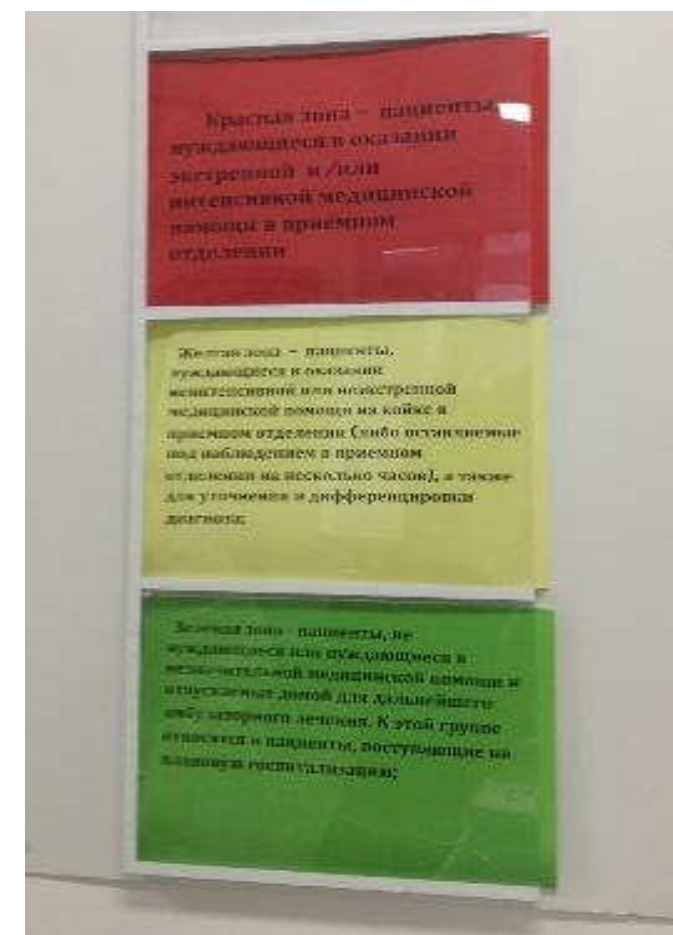 Красная зона – пациенты,
нуждающиеся в оказании
экстренной и/или
интенсивной медицинской
помощи в приемном
отделении
Желтая зона – пациенты,
нуждающиеся в оказании
неинтенсивной или неэкстренной
медицинской помощи на койке в
приемном отделении (либо оставляемые
под наблюдением в приемном
отделении на несколько часов), а также
для уточнения и дифференцировки
диагноза;
Зеленая зона - пациенты, не
нуждающиеся или нуждающиеся в
незначительной медицинской помощи и
отпускаемые домой для дальнейшего
амбулаторного лечения. К этой группе
относятся и пациенты, поступающие на
плановую госпитализацию;